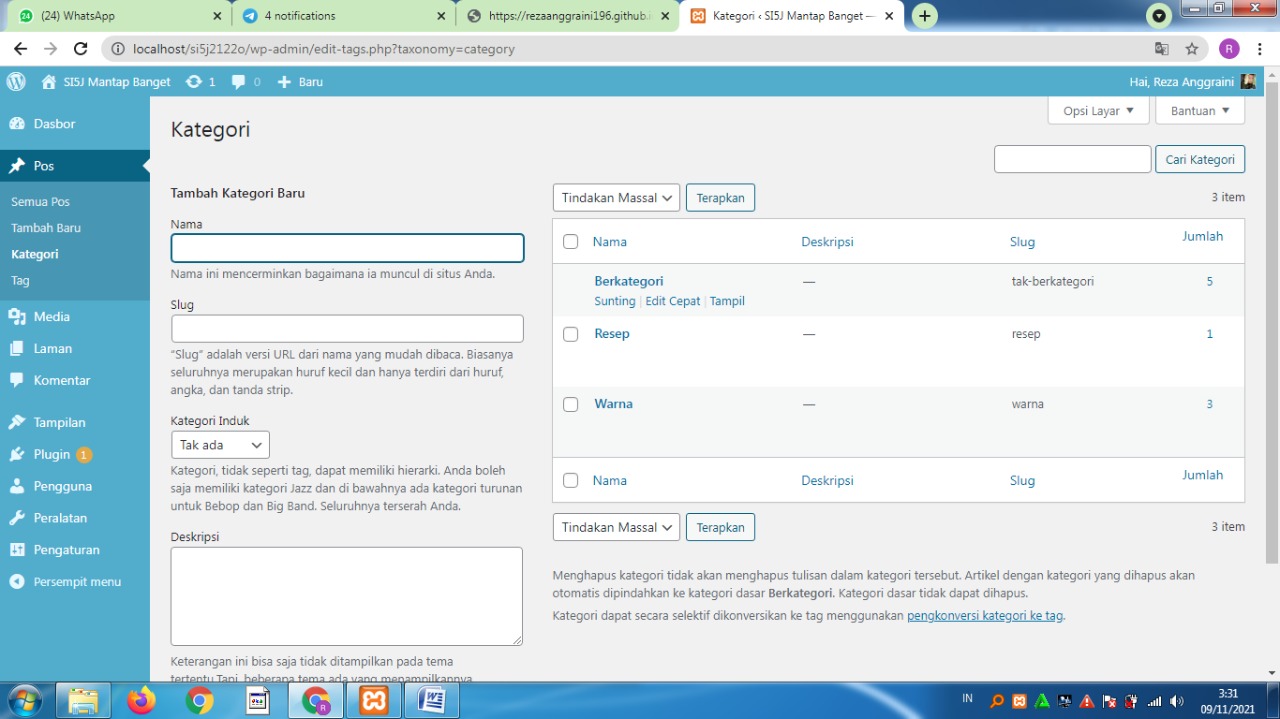 (24) WhatsApp
4 notifications
https://rezaanggraini196.github.i
Kategori ‹ SI5J Mantap Banget —
localhost/si5j2122o/wp-admin/edit-tags.php?taxonomy=category
R
SI5J Mantap Banget 1 0 Baru
Hai, Reza Anggraini
Dasbor
Pos
Semua Pos
Tambah Baru
Kategori
Tag
Media
Laman
Komentar
Tampilan
Plugin 1
Pengguna
Peralatan
Pengaturan
Persempit menu
Opsi Layar
Bantuan
Kategori
Cari Kategori
Tambah Kategori Baru
Nama
Nama ini mencerminkan bagaimana ia muncul di situs Anda.
Slug
"Slug" adalah versi URL dari nama yang mudah dibaca. Biasanya
seluruhnya merupakan huruf kecil dan hanya terdiri dari huruf,
angka, dan tanda strip.
Kategori Induk
Tak ada
Kategori, tidak seperti tag, dapat memiliki hierarki. Anda boleh
saja memiliki kategori Jazz dan di bawahnya ada kategori turunan
untuk Bebop dan Big Band. Seluruhnya terserah Anda.
Deskripsi
Keterangan ini bisa saja tidak ditampilkan pada tema
tertentu Tapi, beberapa tema ada yang menampilkannya
Tindakan Massal Terapkan 3 item
Nama Deskripsi Slug Jumlah
Berkategori — tak-berkategori 5
Sunting | Edit Cepat | Tampil
Resep — resep 1
Warna — warna 3
Nama Deskripsi Slug Jumlah
Tindakan Massal Terapkan 3 item
Menghapus kategori tidak akan menghapus tulisan dalam kategori tersebut. Artikel dengan kategori yang dihapus akan
otomatis dipindahkan ke kategori dasar Berkategori. Kategori dasar tidak dapat dihapus.
Kategori dapat secara selektif dikonversikan ke tag menggunakan pengkonversi kategori ke tag.
IN
3:31
09/11/2021